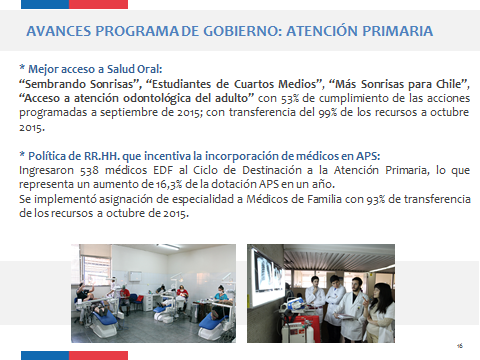 AVANCES PROGRAMA DE GOBIERNO: ATENCIÓN PRIMARIA
* Mejor acceso a Salud Oral:
“Sembrando Sonrisas”, “Estudiantes de Cuartos Medios”, “Más Sonrisas para Chile”,
“Acceso a atención odontológica del adulto” con 53% de cumplimiento de las acciones
programadas a septiembre de 2015; con transferencia del 99% de los recursos a octubre
2015.
* Política de RR.HH. que incentiva la incorporación de médicos en APS:
Ingresaron 538 médicos EDF al Ciclo de Destinación a la Atención Primaria, lo que
representa un aumento de 16,3% de la dotación APS en un año.
Se implementó asignación de especialidad a Médicos de Familia con 93% de transferencia
de los recursos a octubre de 2015.
16